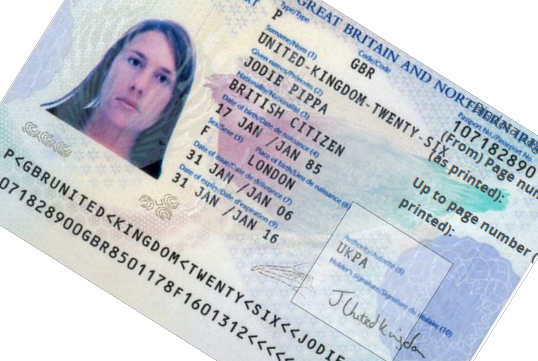 GREAT BRITAIN AND NORTHERN IRE
Type/Type
P
Code/Code
GBR
Passport No/Passeport No
107182890
Surname/Nom (1)
UNITED-KINGDOM-TWENTY-SIX
Given names/Prénoms (2)
JODIE PIPPA
Nationality/Nationalité (3)
BRITISH CITIZEN
Date of birth/Date de naissance (4)
17 JAN /JAN 85
Sex/Sexe (5)
Place of birth/Lieu de naissance (6)
F
LONDON
Date of issue/Date de délivrance (7)
31 JAN /JAN 06
Date of expiry/Date d'expiration (9)
31 JAN /JAN 16
Authority/Autorité (8)
UKPA
Holder's signature/Signature du titulaire (10)
J United Kingdom
(From) Page num
(as printed):
Up to page number (
printed):
P<GBRUNITED<KINGDOM<TWENTY<SIX<<JODIE
071828900GBR8501178F1601312<<<<<